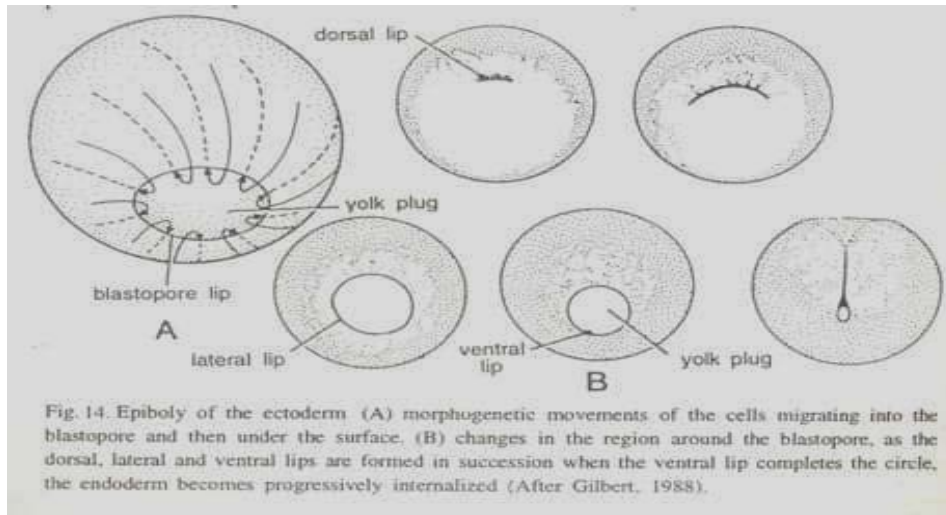 dorsal lip
yolk plug
blastopore lip
A
lateral lip
ventral
lip
yolk plug
B
Fig. 14. Epiboly of the ectoderm (A) morphogenetic movements of the cells migrating into the
blastopore and then under the surface. (B) changes in the region around the blastopore, as the
dorsal, lateral and ventral lips are formed in succession when the ventral lip completes the circle,
the endoderm becomes progressively internalized (After Gilbert, 1988).